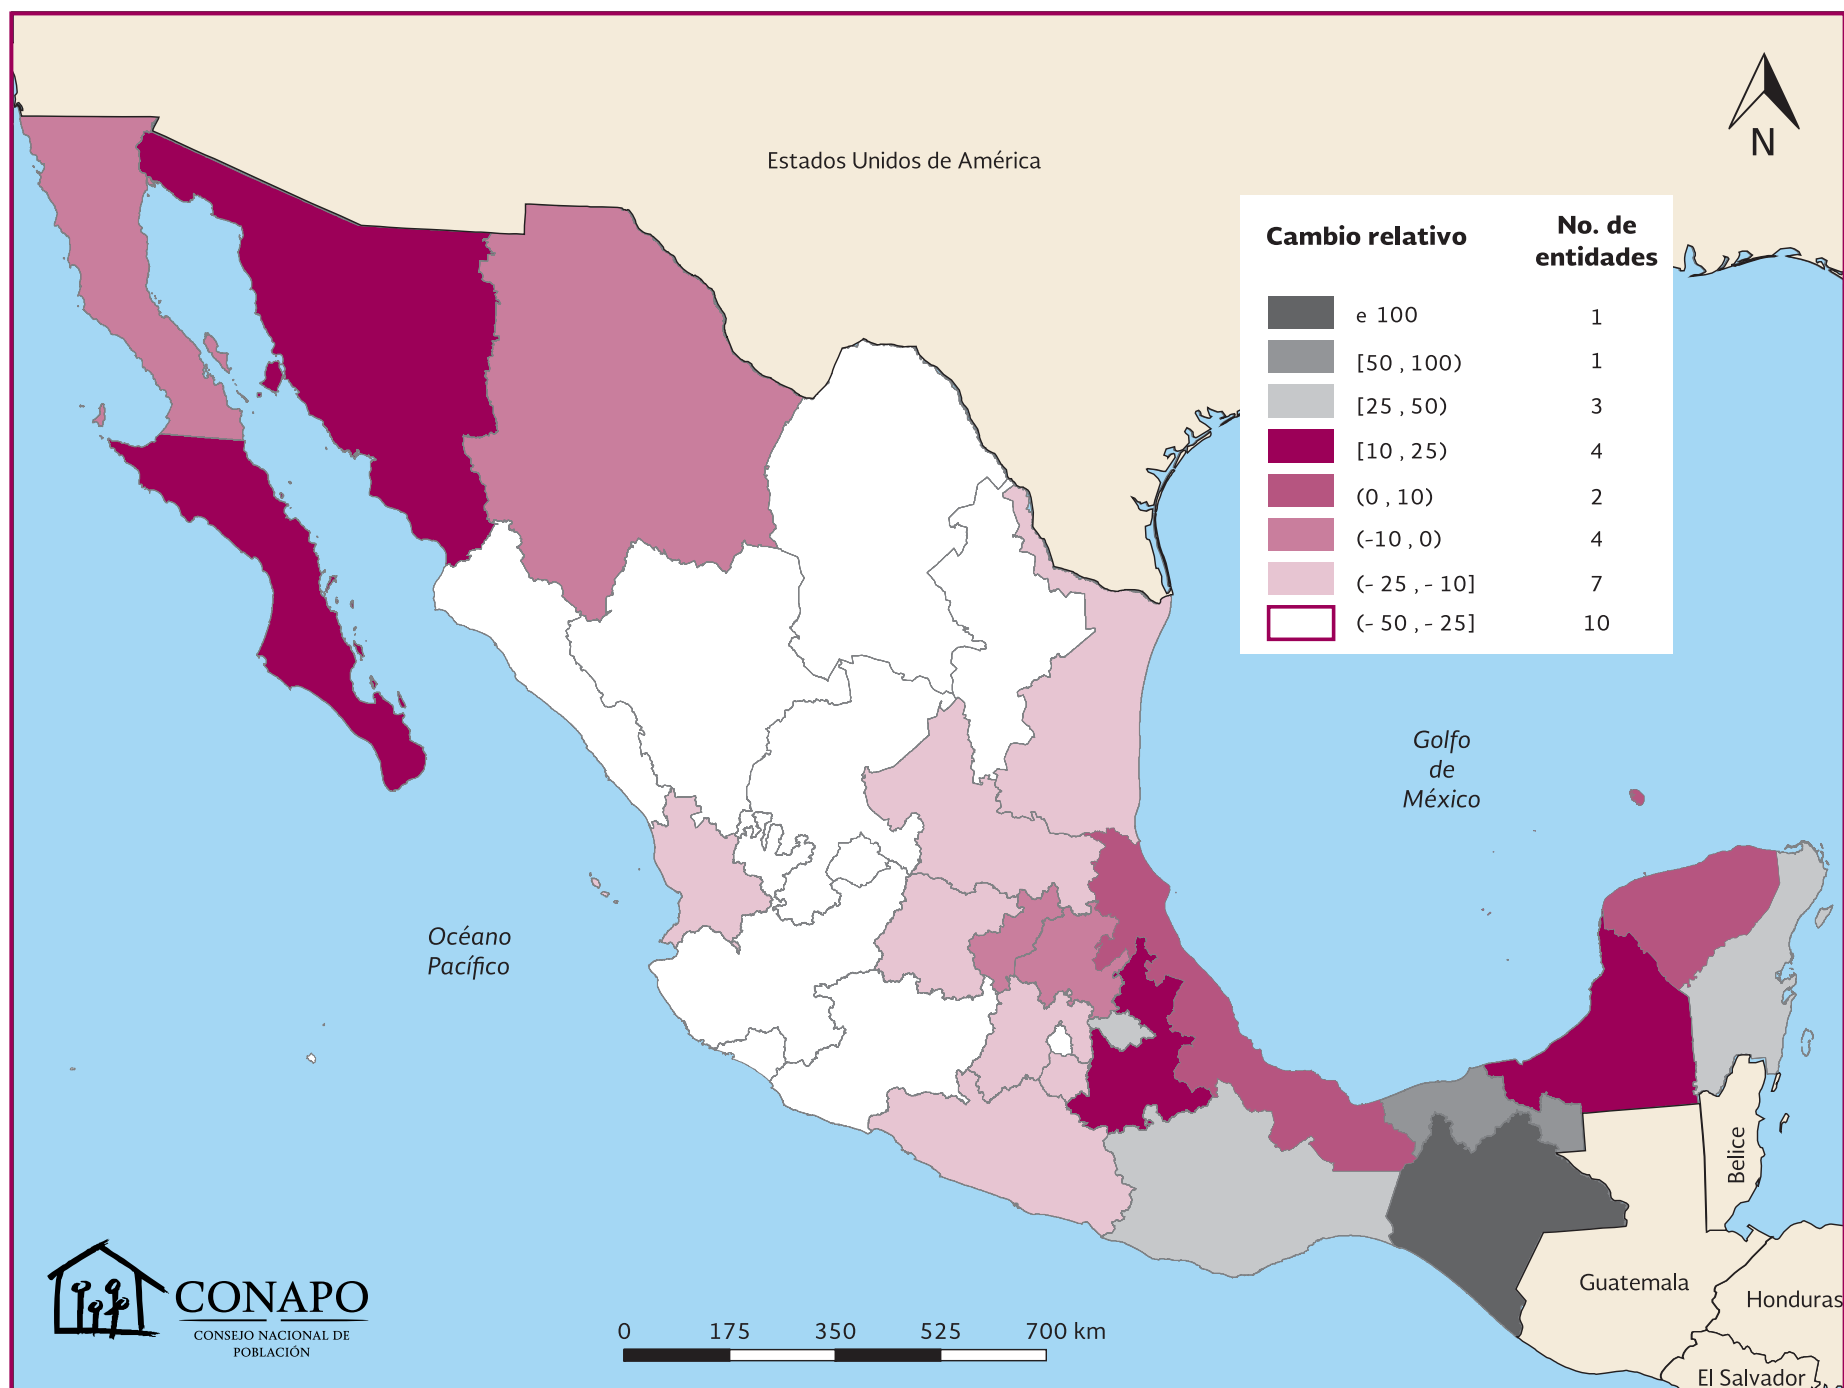 Estados Unidos de América
N
Cambio relativo
No. de
entidades
e 100 1
[50 , 100) 1
[25 , 50) 3
[10 , 25) 4
(0 , 10) 2
(-10 , 0) 4
(- 25 , - 10] 7
(- 50 , - 25] 10
Golfo
de
México
Océano
Pacífico
Belice
Guatemala
Honduras
El Salvador
CONAPO
CONSEJO NACIONAL DE
POBLACIÓN
0 175 350 525 700 km